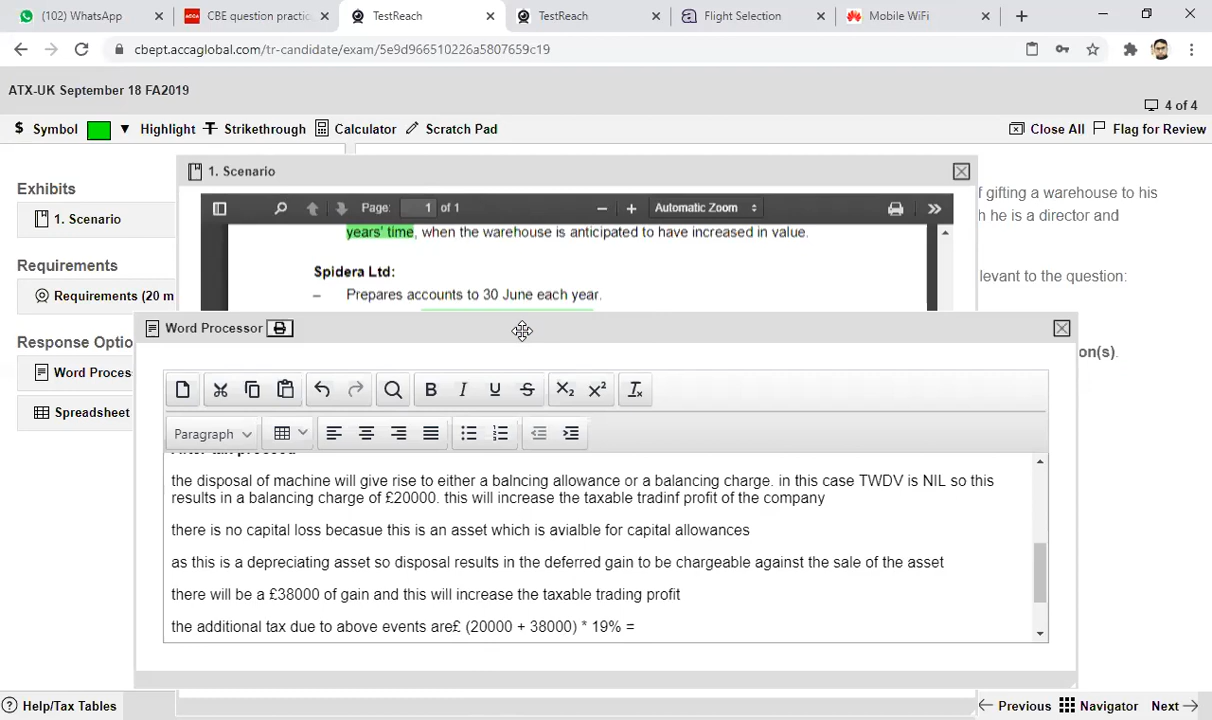 (102) WhatsApp
CBE question practic
TestReach
TestReach
Flight Selection
Mobile WiFi
cbept.accaglobal.com/tr-candidate/exam/5e9d966510226a5807659c19
ATX-UK September 18 FA2019
4 of 4
$ Symbol Highlight Strikethrough Calculator Scratch Pad
Close All Flag for Review
Exhibits
1. Scenario
Requirements
Requirements (20 m
Response Optio
Word Proces
Spreadsheet
1. Scenario
Page: 1 of 1
Automatic Zoom
years' time, when the warehouse is anticipated to have increased in value.
Spidera Ltd:
– Prepares accounts to 30 June each year.
f gifting a warehouse to his
h he is a director and
levant to the question:
on(s).
Word Processor
Paragraph
the disposal of machine will give rise to either a balncing allowance or a balancing charge. in this case TWDV is NIL so this
results in a balancing charge of £20000. this will increase the taxable tradinf profit of the company
there is no capital loss becasue this is an asset which is avialble for capital allowances
as this is a depreciating asset so disposal results in the deferred gain to be chargeable against the sale of the asset
there will be a £38000 of gain and this will increase the taxable trading profit
the additional tax due to above events are£ (20000 + 38000) * 19% =
Help/Tax Tables
Previous Navigator Next